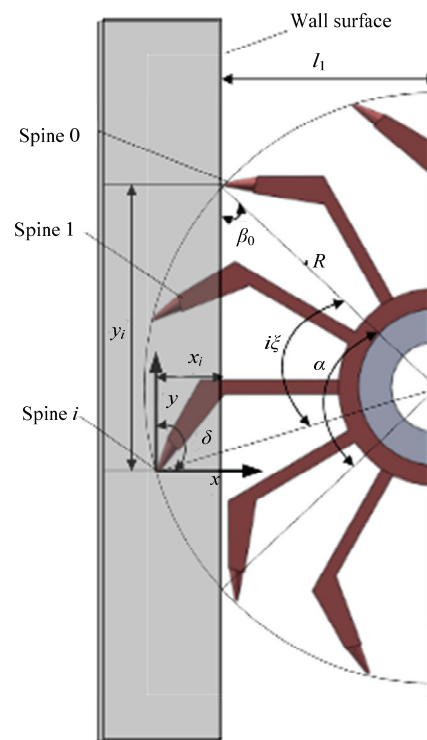 Wall surface
l₁
Spine 0
β₀
Spine 1
R
yᵢ
iξ
xᵢ
α
y
Spine i
δ
x